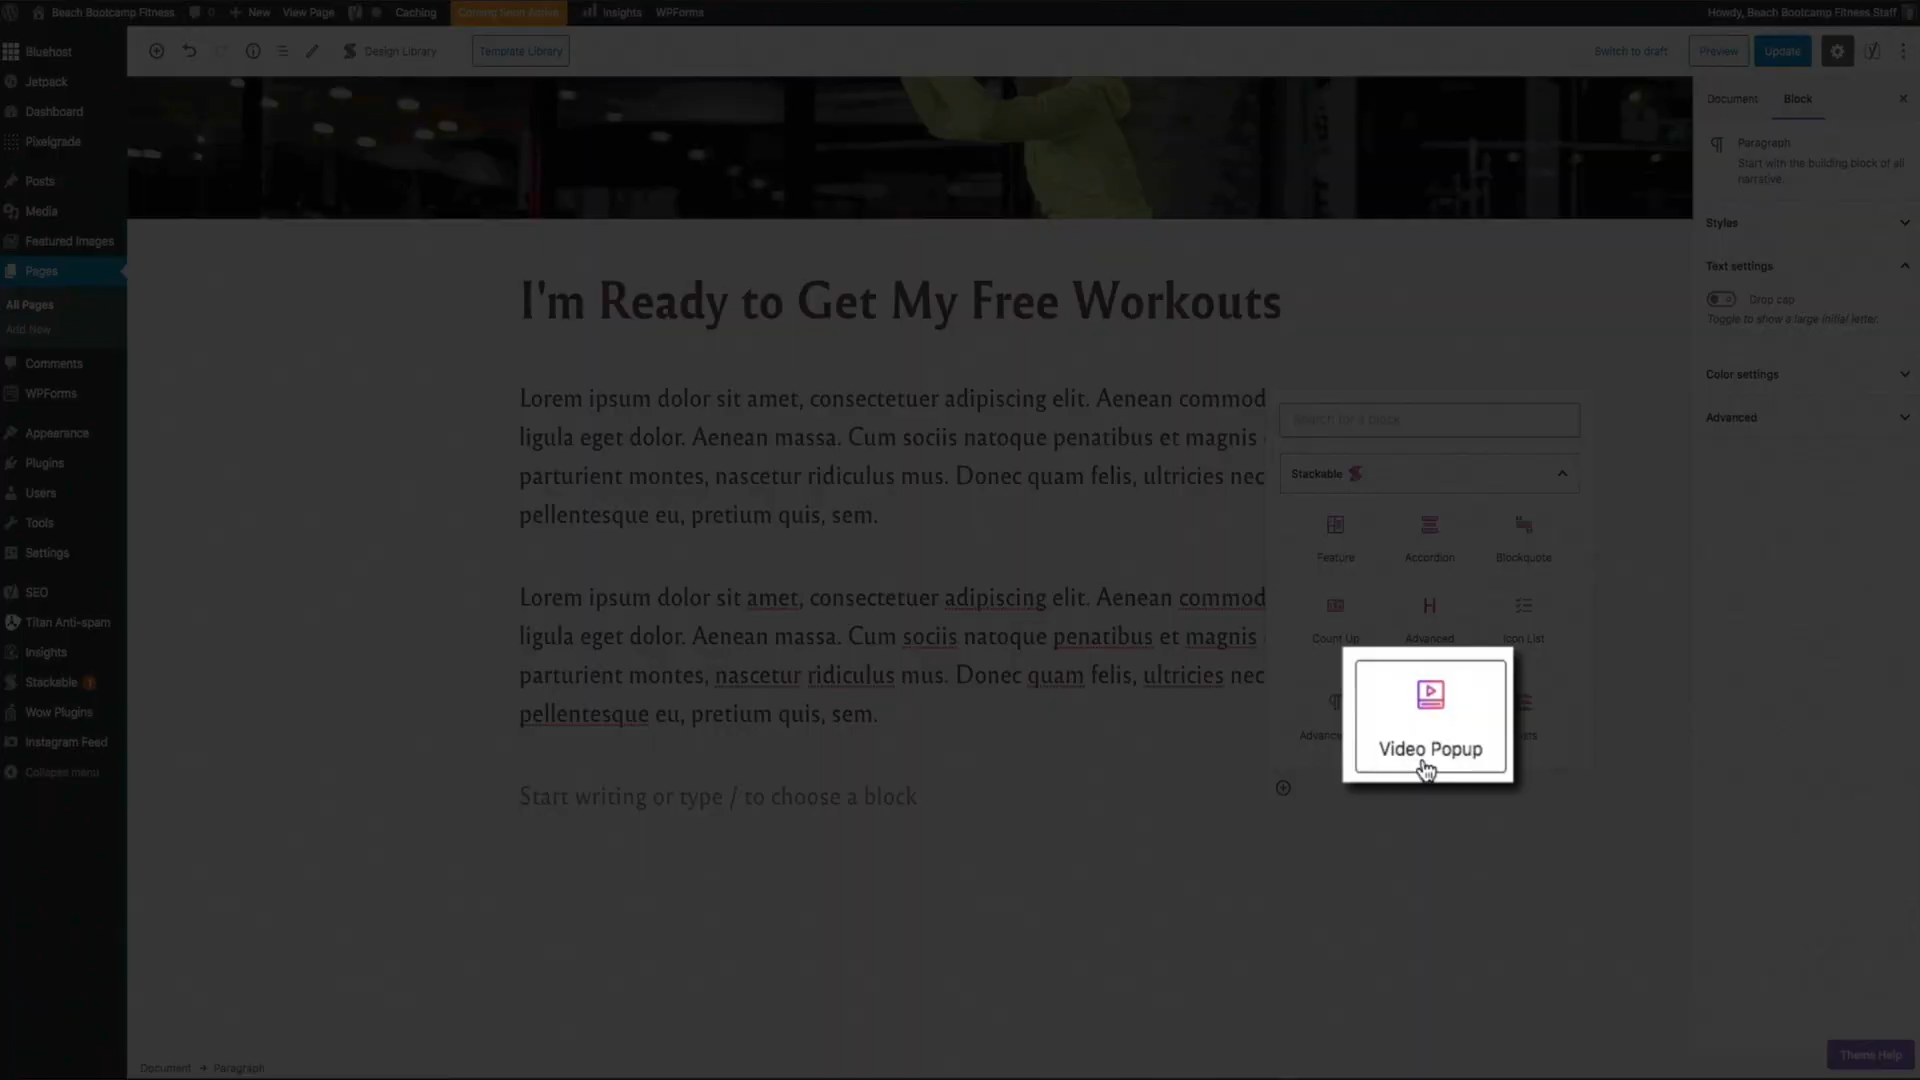 Beach Bootcamp Fitness 0 New View Page Caching Coming Soon Active Insights WPForms Howdy, Beach Bootcamp Fitness Staff
Bluehost
Jetpack
Dashboard
Pixelgrade
Posts
Media
Featured Images
Pages
All Pages
Add New
Comments
WPForms
Appearance
Plugins
Users
Tools
Settings
SEO
Titan Anti-spam
Insights
Stackable 1
Wow Plugins
Instagram Feed
Collapse menu
Design Library Template Library Switch to draft Preview Update
I'm Ready to Get My Free Workouts
Lorem ipsum dolor sit amet, consectetuer adipiscing elit. Aenean commod
ligula eget dolor. Aenean massa. Cum sociis natoque penatibus et magnis
parturient montes, nascetur ridiculus mus. Donec quam felis, ultricies nec
pellentesque eu, pretium quis, sem.
Lorem ipsum dolor sit amet, consectetuer adipiscing elit. Aenean commod
ligula eget dolor. Aenean massa. Cum sociis natoque penatibus et magnis
parturient montes, nascetur ridiculus mus. Donec quam felis, ultricies nec
pellentesque eu, pretium quis, sem.
Start writing or type / to choose a block
Search for a block
Stackable
Feature Accordion Blockquote
Count Up Advanced Icon List
Video Popup
Document Block
Paragraph
Start with the building block of all
narrative.
Styles
Text settings
Drop cap
Toggle to show a large initial letter.
Color settings
Advanced
Document → Paragraph
Theme Help